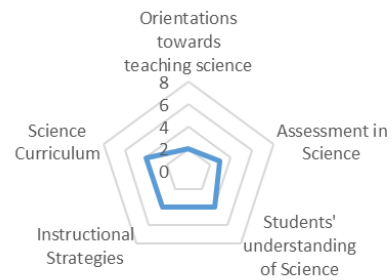 Orientations
towards
teaching science
8
6
4
2
0
Assessment in
Science
Students'
understanding
of Science
Instructional
Strategies
Science
Curriculum